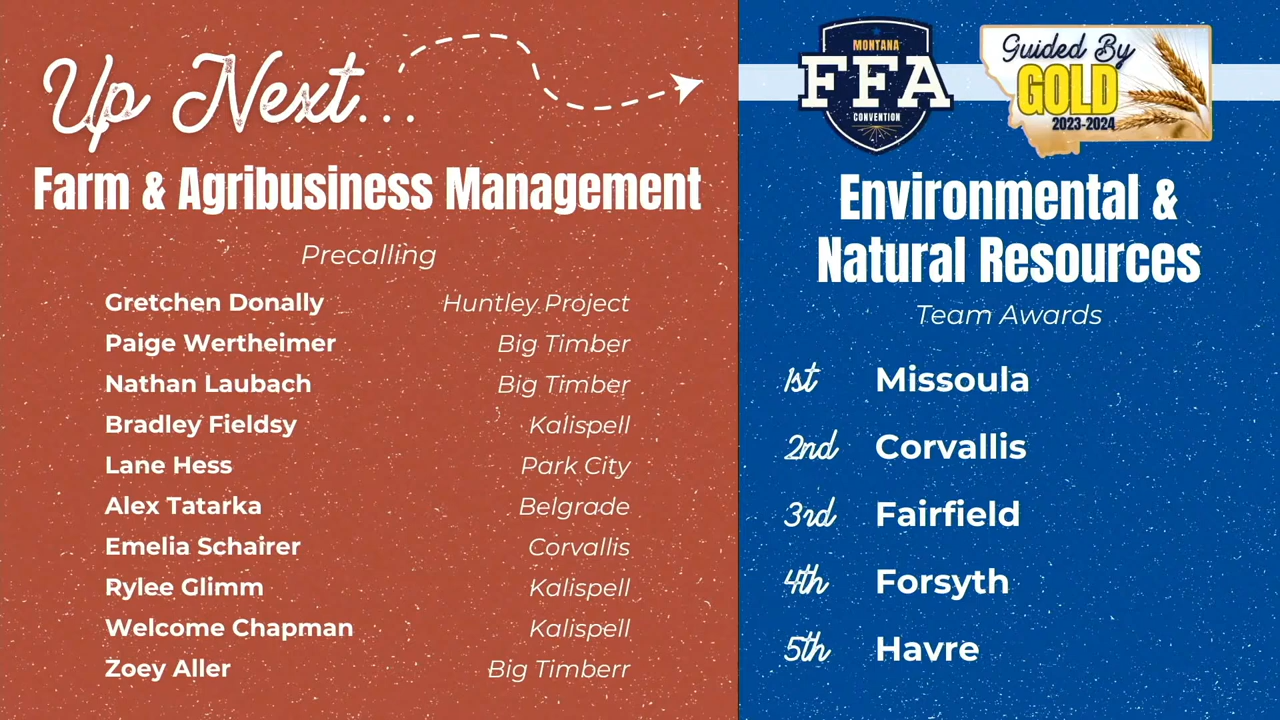 Up Next...
Farm & Agribusiness Management
Precalling
Gretchen Donally Huntley Project
Paige Wertheimer Big Timber
Nathan Laubach Big Timber
Bradley Fieldsy Kalispell
Lane Hess Park City
Alex Tatarka Belgrade
Emelia Schairer Corvallis
Rylee Glimm Kalispell
Welcome Chapman Kalispell
Zoey Aller Big Timberr
MONTANA
FFA
CONVENTION
Guided By
GOLD
2023-2024
Environmental &
Natural Resources
Team Awards
1st Missoula
2nd Corvallis
3rd Fairfield
4th Forsyth
5th Havre